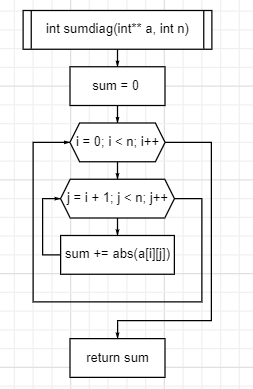 int sumdiag(int** a, int n)
sum = 0
i = 0; i < n; i++
j = i + 1; j < n; j++
sum += abs(a[i][j])
return sum